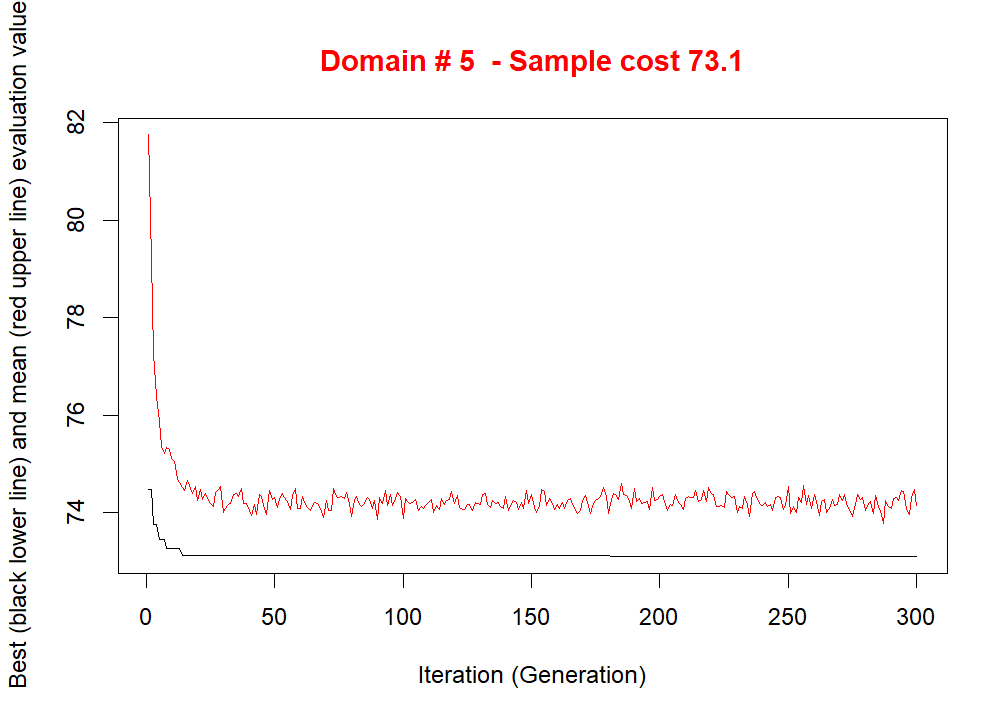 Domain # 5  - Sample cost 73.1
Best (black lower line) and mean (red upper line) evaluation value
82
80
78
76
74
0 50 100 150 200 250 300
Iteration (Generation)